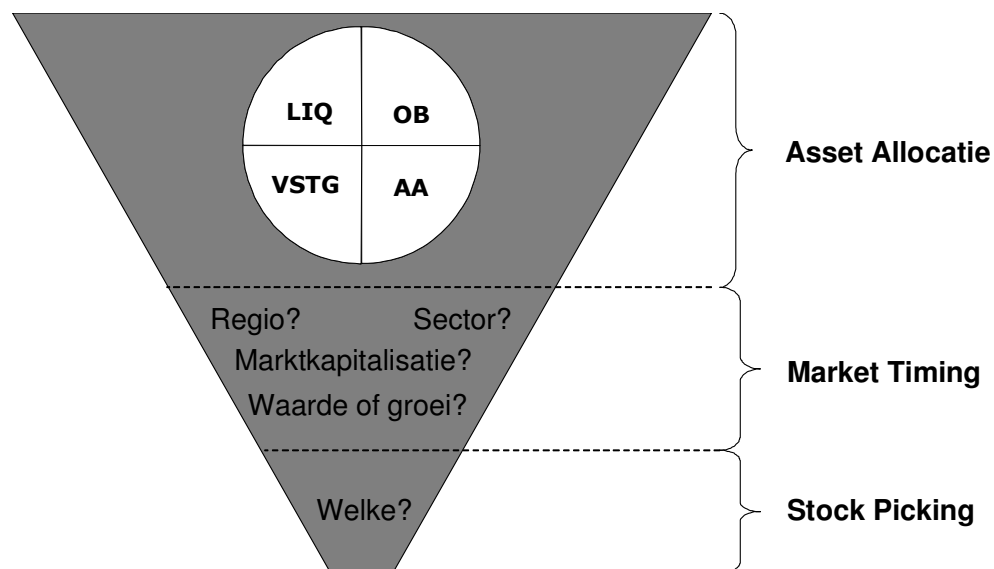 LIQ OB
VSTG AA
Asset Allocatie
Regio? Sector?
Marktkapitalisatie?
Waarde of groei?
Market Timing
Welke?
Stock Picking